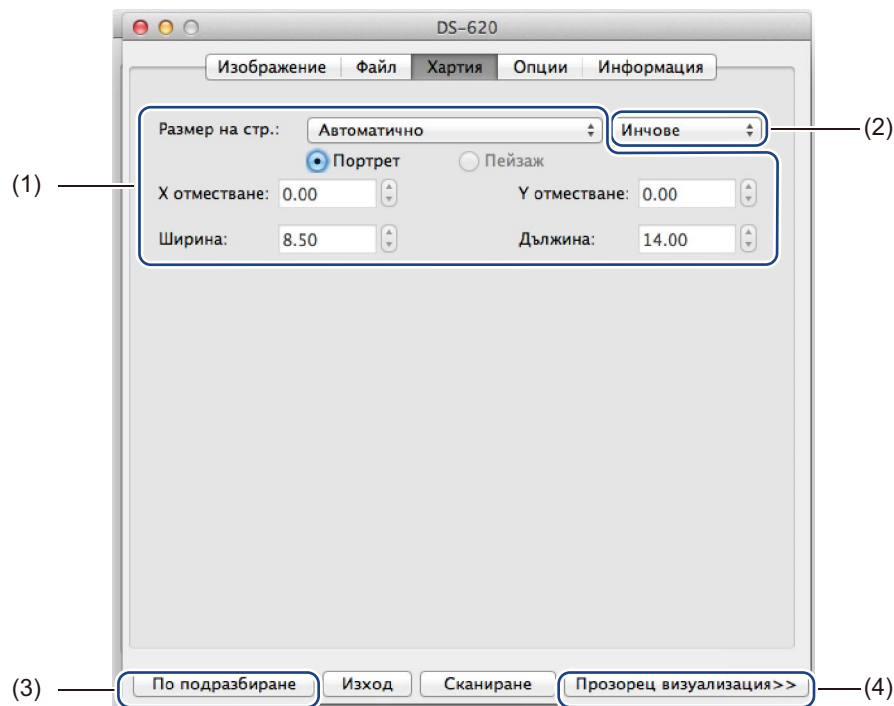 DS-620
Изображение Файл Хартия Опции Информация
Размер на стр.: Автоматично Инчове (2)
Портрет Пейзаж
(1)
X отместване: 0.00 Y отместване: 0.00
Ширина: 8.50 Дължина: 14.00
(3) По подразбиране Изход Сканиране Прозорец визуализация>> (4)